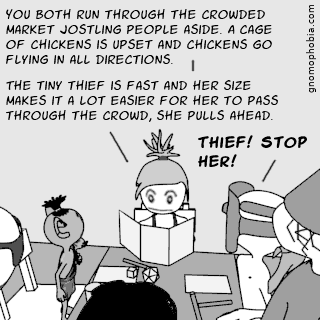 YOU BOTH RUN THROUGH THE CROWDED
MARKET JOSTLING PEOPLE ASIDE. A CAGE
OF CHICKENS IS UPSET AND CHICKENS GO
FLYING IN ALL DIRECTIONS.
THE TINY THIEF IS FAST AND HER SIZE
MAKES IT A LOT EASIER FOR HER TO PASS
THROUGH THE CROWD, SHE PULLS AHEAD.
THIEF! STOP
HER!
gnomophobia.com